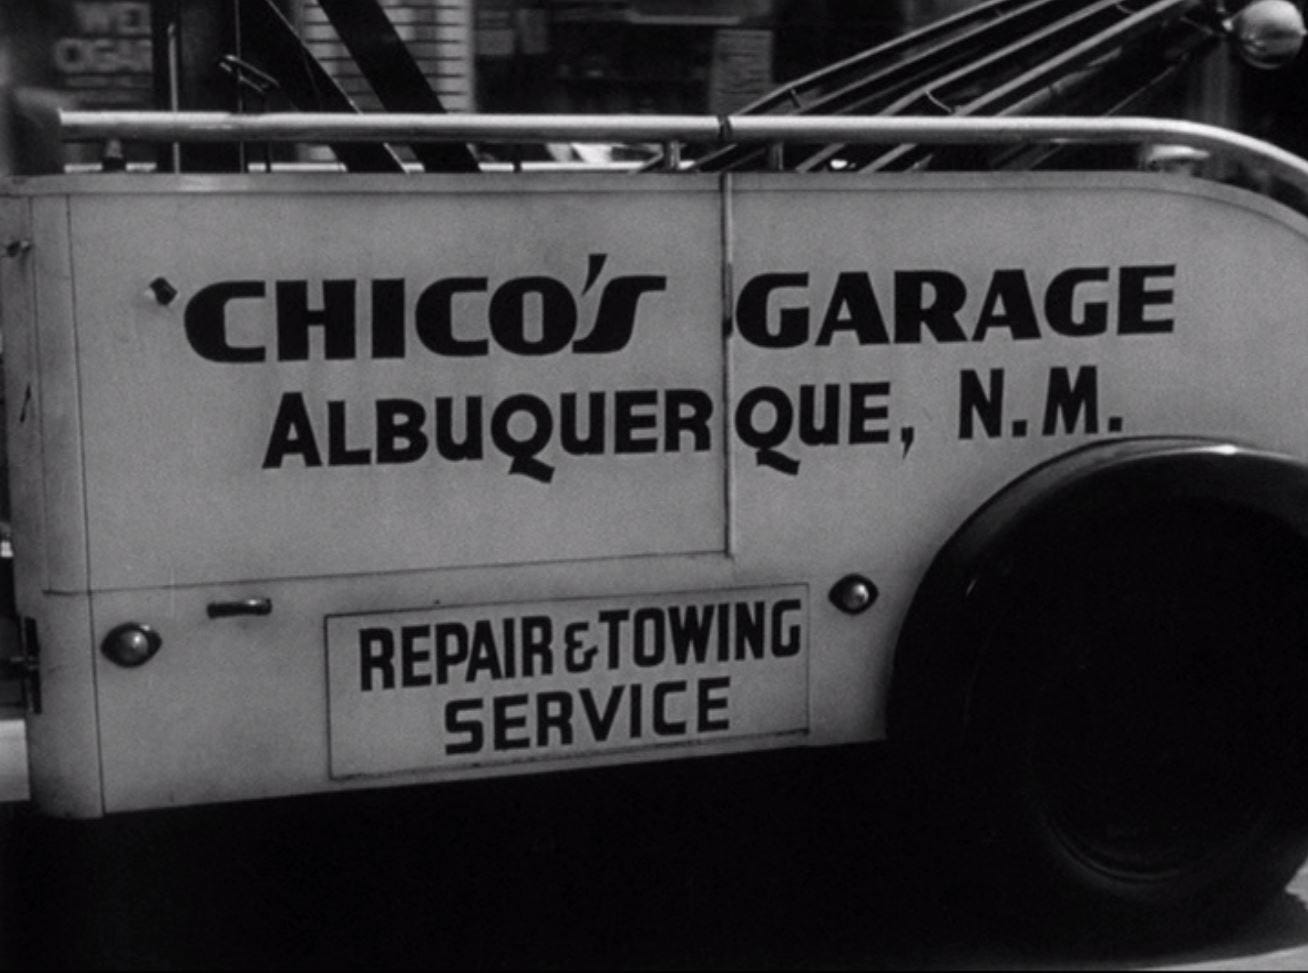 CHICO'S GARAGE
ALBUQUERQUE, N.M.
REPAIR & TOWING
SERVICE